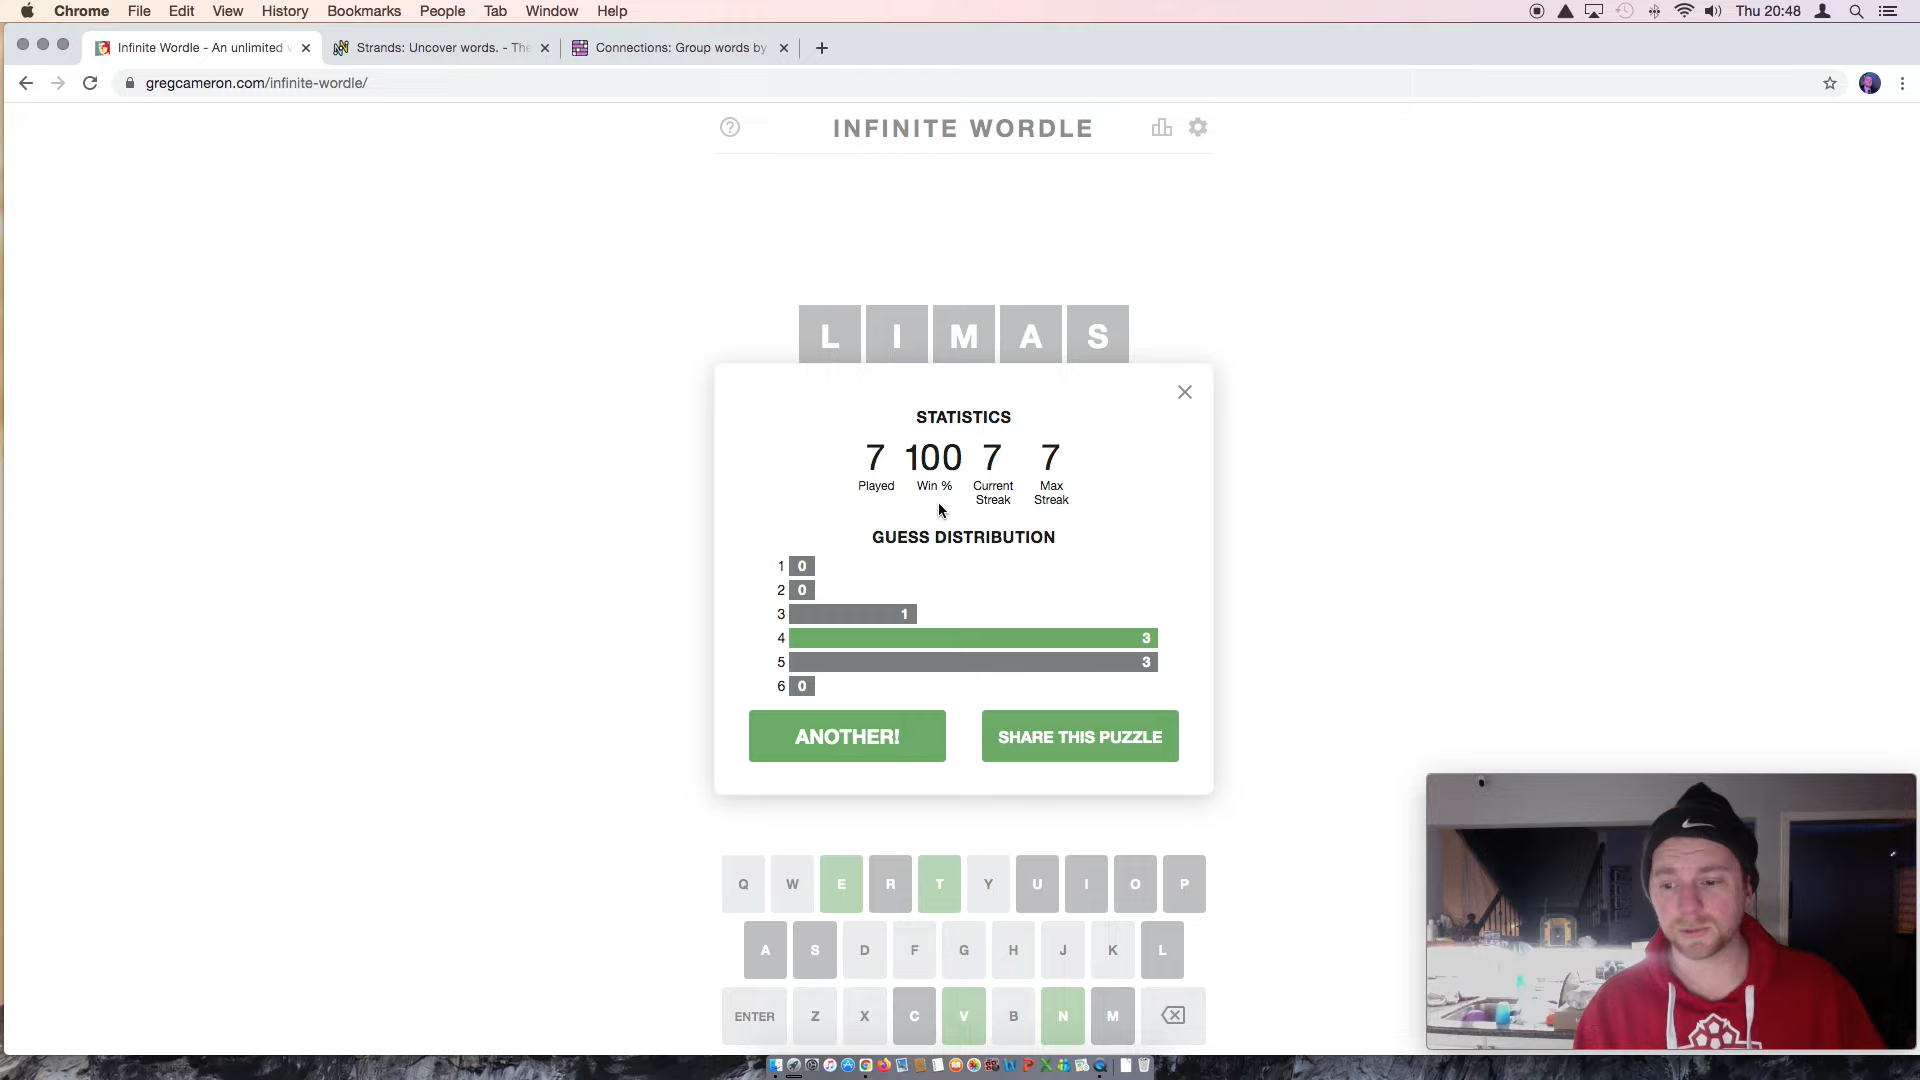 Chrome File Edit View History Bookmarks People Tab Window Help Thu 20:48
Infinite Wordle - An unlimited Strands: Uncover words. - The Connections: Group words by
gregcameron.com/infinite-wordle/
INFINITE WORDLE
L I M A S
STATISTICS
7 100 7 7
Played Win % Current Streak Max Streak
GUESS DISTRIBUTION
1 0
2 0
3 1
4 3
5 3
6 0
ANOTHER! SHARE THIS PUZZLE
Q W E R T Y U I O P
A S D F G H J K L
ENTER Z X C V B N M